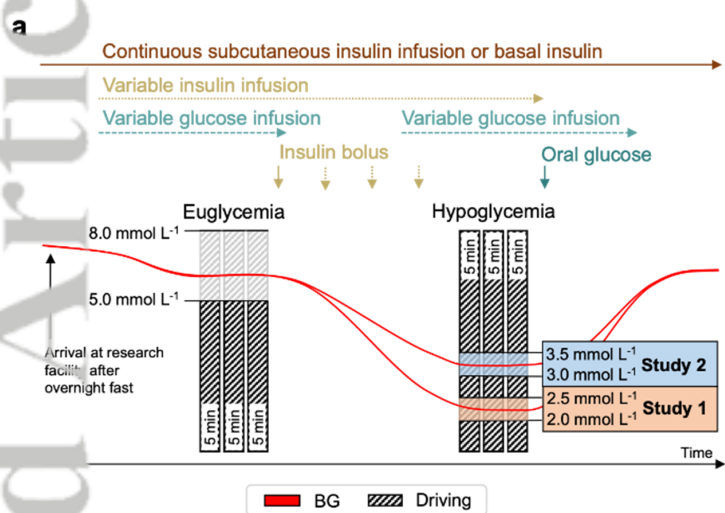 a
Continuous subcutaneous insulin infusion or basal insulin
Variable insulin infusion
Variable glucose infusion
Variable glucose infusion
Insulin bolus
Oral glucose
Euglycemia
Hypoglycemia
8.0 mmol L-1
5.0 mmol L-1
Arrival at research
facility after
overnight fast
5 min
5 min
5 min
5 min
5 min
5 min
3.5 mmol L-1
3.0 mmol L-1
Study 2
2.5 mmol L-1
2.0 mmol L-1
Study 1
Time
BG
Driving
d Artic